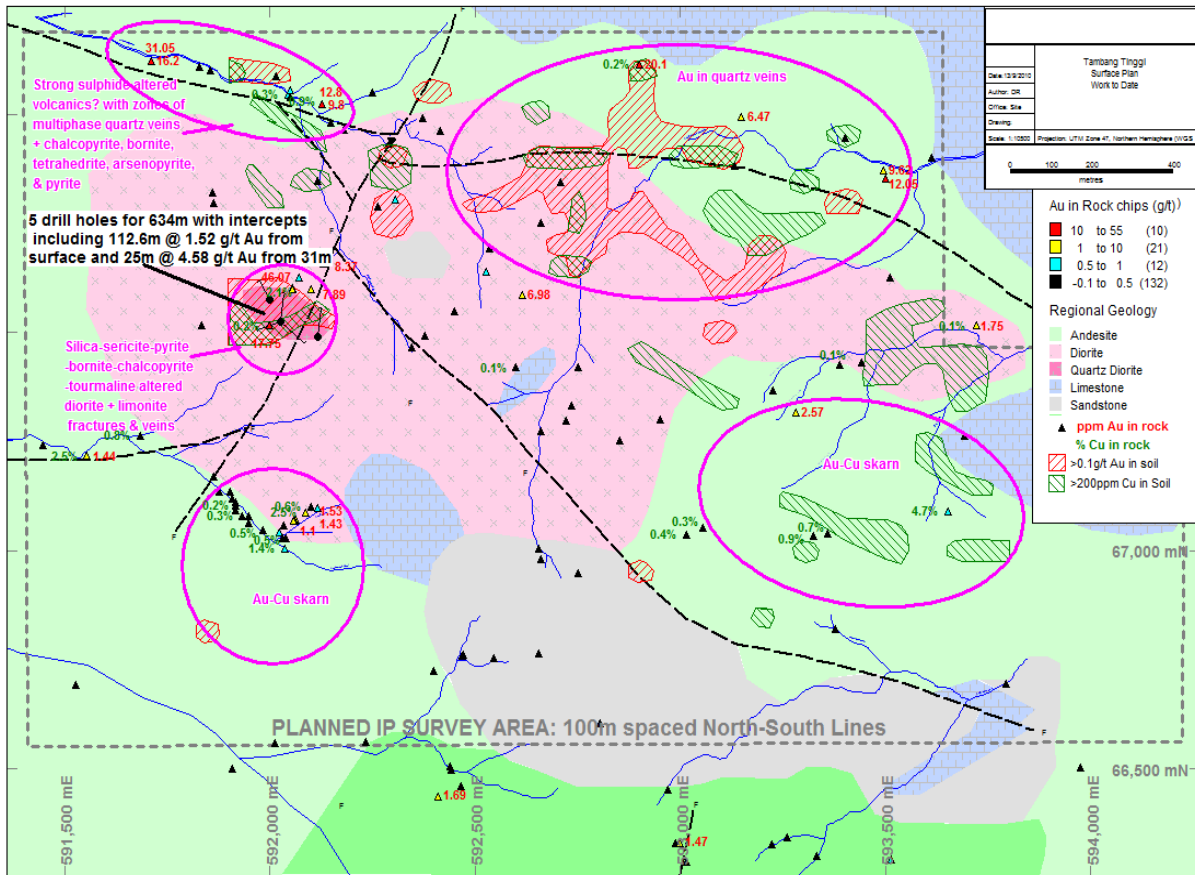 31.05
16.2
Strong sulphide altered
volcanics? with zones of
multiphase quartz veins
+ chalcopyrite, bornite,
tetrahedrite, arsenopyrite,
& pyrite
0.3%
12.8
9.8
0.2%
20.1
Au in quartz veins
6.47
9.63
12.05
5 drill holes for 634m with intercepts
including 112.6m @ 1.52 g/t Au from
surface and 25m @ 4.58 g/t Au from 31m
F
8.37
46.07
2.1%
7.89
6.98
17.75
Silica-sericite-pyrite
-bornite-chalcopyrite
-tourmaline altered
diorite + limonite
fractures & veins
0.1%
F
0.1%
1.75
0.1%
2.57
F
2.5%
1.44
F
Au-Cu skarn
0.2%
0.3%
0.5%
0.6%
2.5%
1.53
1.43
1.1
1.4%
F
Au-Cu skarn
0.3%
0.4%
0.7%
0.9%
4.7%
67,000 mN
PLANNED IP SURVEY AREA: 100m spaced North-South Lines
F
66,500 mN
1.69
F
F
1.47
591,500 mE
592,000 mE
592,500 mE
593,500 mE
594,000 mE
Tambang Tinggi
Surface Plan
Work to Date
Date: 13/9/2010
Author: DR
Office: Site
Drawing:
Scale: 1:10500
Projection: UTM Zone 47, Northern Hemisphere (WGS
0 100 200 400
metres
Au in Rock chips (g/t)
10 to 55 (10)
1 to 10 (21)
0.5 to 1 (12)
-0.1 to 0.5 (132)
Regional Geology
Andesite
Diorite
Quartz Diorite
Limestone
Sandstone
ppm Au in rock
% Cu in rock
>0.1g/t Au in soil
>200ppm Cu in Soil